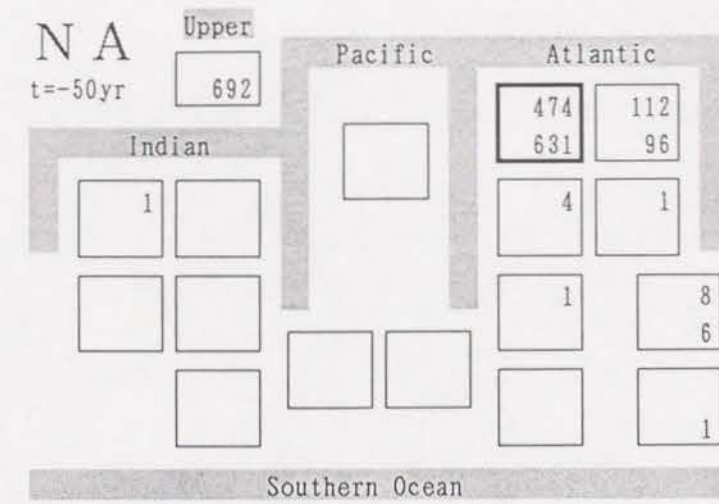 N A
Upper
t=-50yr
692
Pacific
Atlantic
474
631
112
96
Indian
1
4
1
1
8
6
1
Southern Ocean